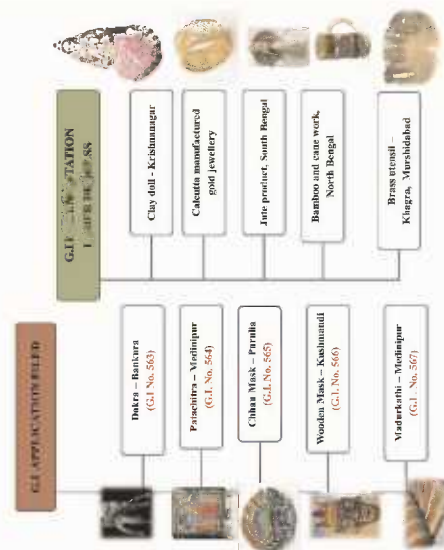 G.I APPLICATION FILED
Dokra – Bankura
(G.I No. 563)
Patachitra – Medinipur
(G.I. No. 564)
Chhau Mask – Purulia
(G.I. No. 565)
Wooden Mask – Kushmandi
(G.I. No. 566)
Madurkathi – Medinipur
(G.I. No. 567)
Clay doll - Krishnanagar
Calcutta manufactured
gold jewellery
Jute product, South Bengal
Bamboo and cane work,
North Bengal
Brass utensil –
Khagra, Murshidabad